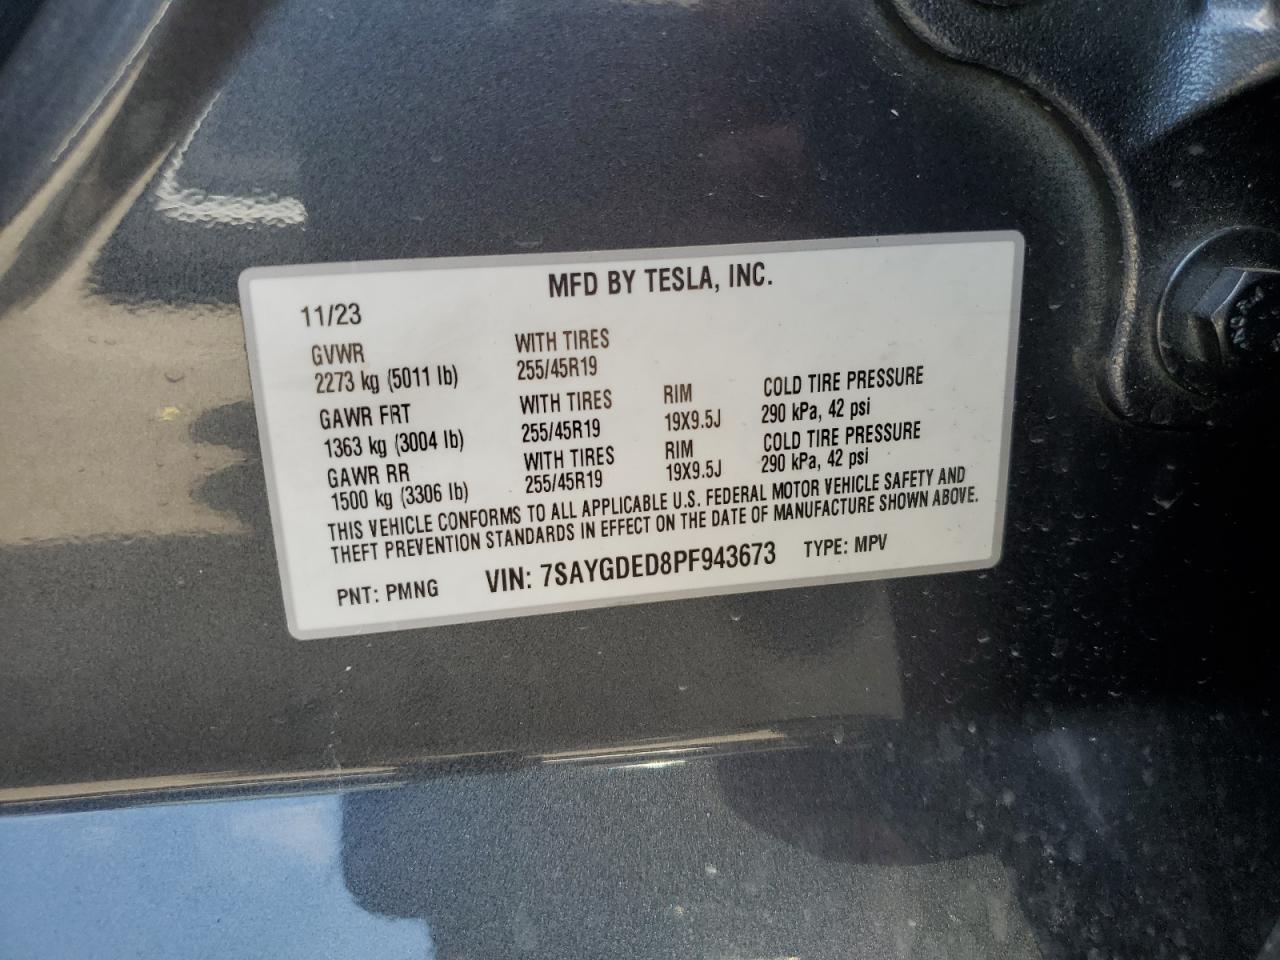 MFD BY TESLA, INC.
11/23
GVWR WITH TIRES
2273 kg (5011 lb) 255/45R19
GAWR FRT WITH TIRES RIM COLD TIRE PRESSURE
1363 kg (3004 lb) 255/45R19 19X9.5J 290 kPa, 42 psi
GAWR RR WITH TIRES RIM COLD TIRE PRESSURE
1500 kg (3306 lb) 255/45R19 19X9.5J 290 kPa, 42 psi
THIS VEHICLE CONFORMS TO ALL APPLICABLE U.S. FEDERAL MOTOR VEHICLE SAFETY AND
THEFT PREVENTION STANDARDS IN EFFECT ON THE DATE OF MANUFACTURE SHOWN ABOVE.
PNT: PMNG VIN: 7SAYGDED8PF943673 TYPE: MPV